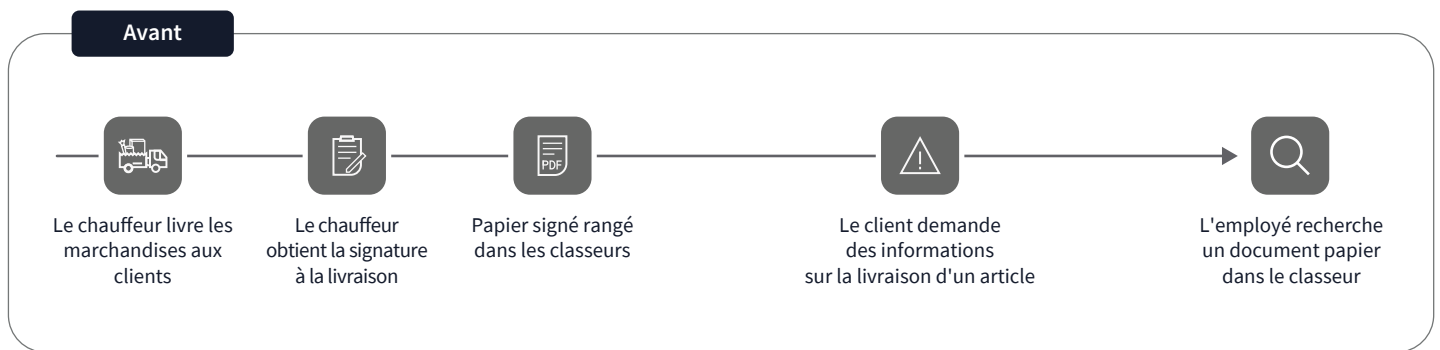 Avant
PDF
Le chauffeur livre les
marchandises aux
clients
Le chauffeur
obtient la signature
à la livraison
Papier signé rangé
dans les classeurs
Le client demande
des informations
sur la livraison d'un article
L'employé recherche
un document papier
dans le classeur